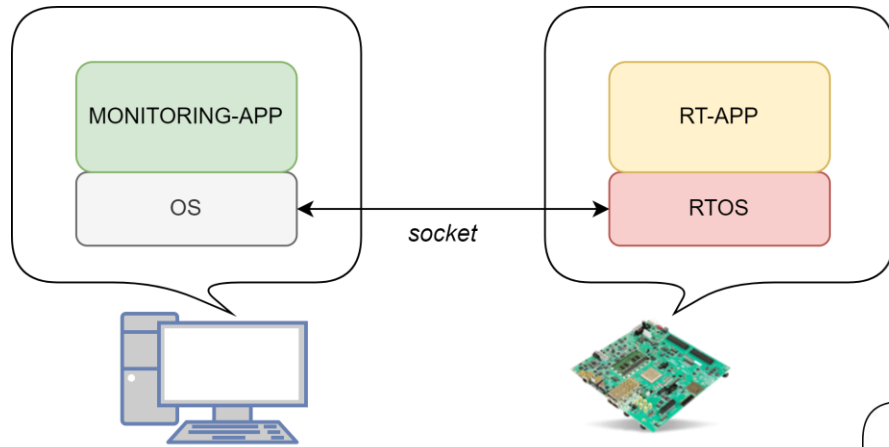 MONITORING-APP
RT-APP
OS
RTOS
socket